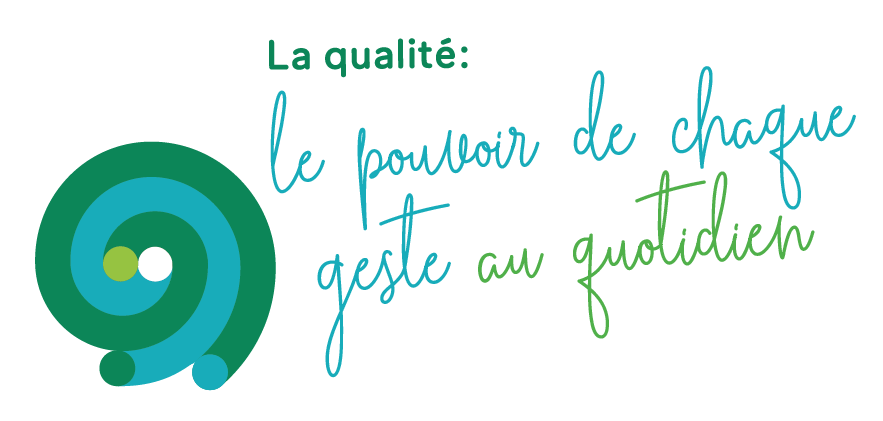 La qualité:
le pouvoir de chaque
geste au quotidien